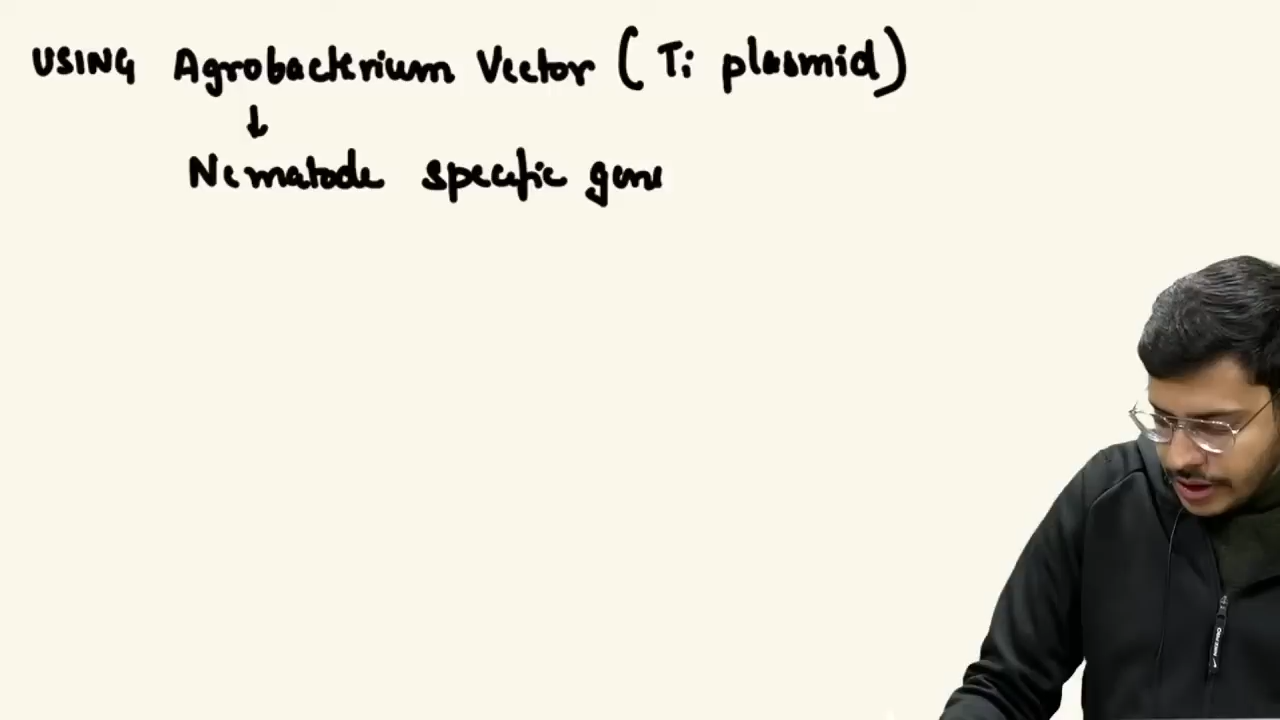 USING Agrobacterium Vector (Ti plasmid)
↓
Nematode specific gene